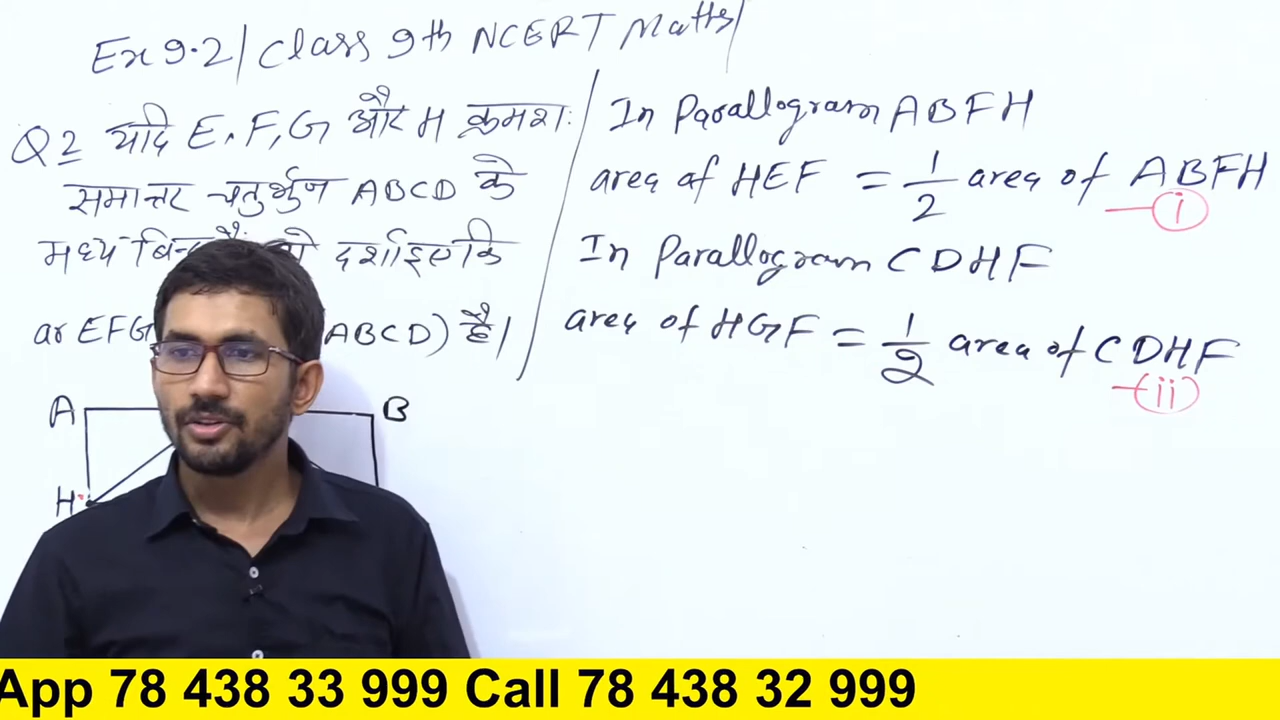 Ex 9.2 | Class 9th NCERT Maths |
Q2 यदि E, F, G और H क्रमशः
समान्तर चतुर्भुज ABCD के
मध्य दर्शाइए कि
ar EFG ABCD) है।
A B
H
In Parallogram ABFH
area of HEF = 1/2 area of ABFH
—(i)
In Parallogram CDHF
area of HGF = 1/2 area of CDHF
—(ii)
App 78 438 33 999 Call 78 438 32 999